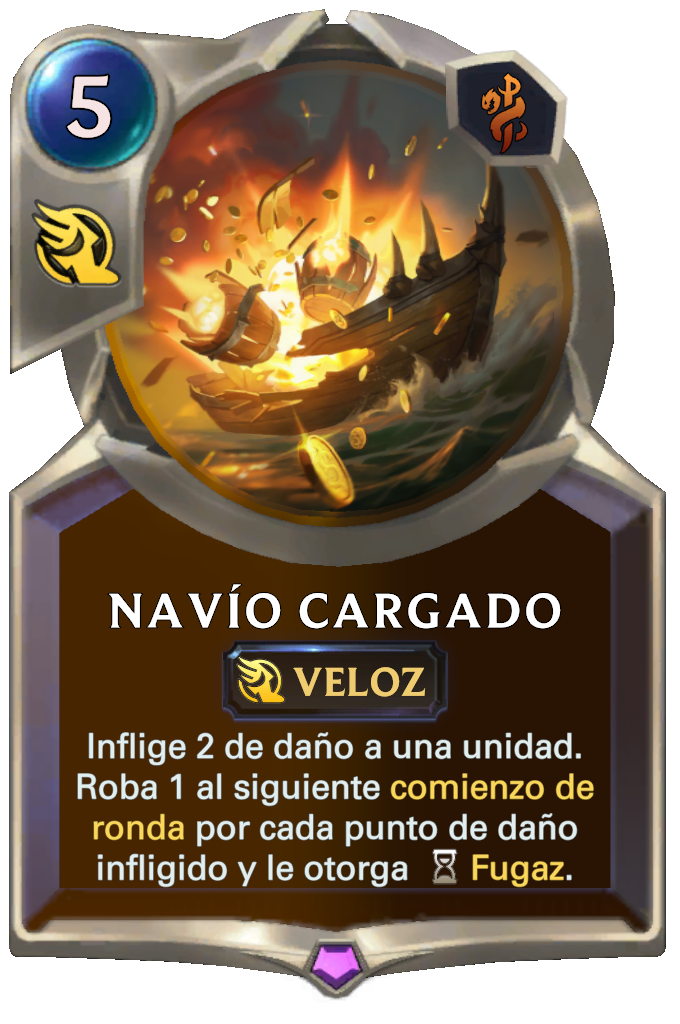 5
NAVÍO CARGADO
VELOZ
Inflige 2 de daño a una unidad.
Roba 1 al siguiente comienzo de
ronda por cada punto de daño
infligido y le otorga Fugaz.